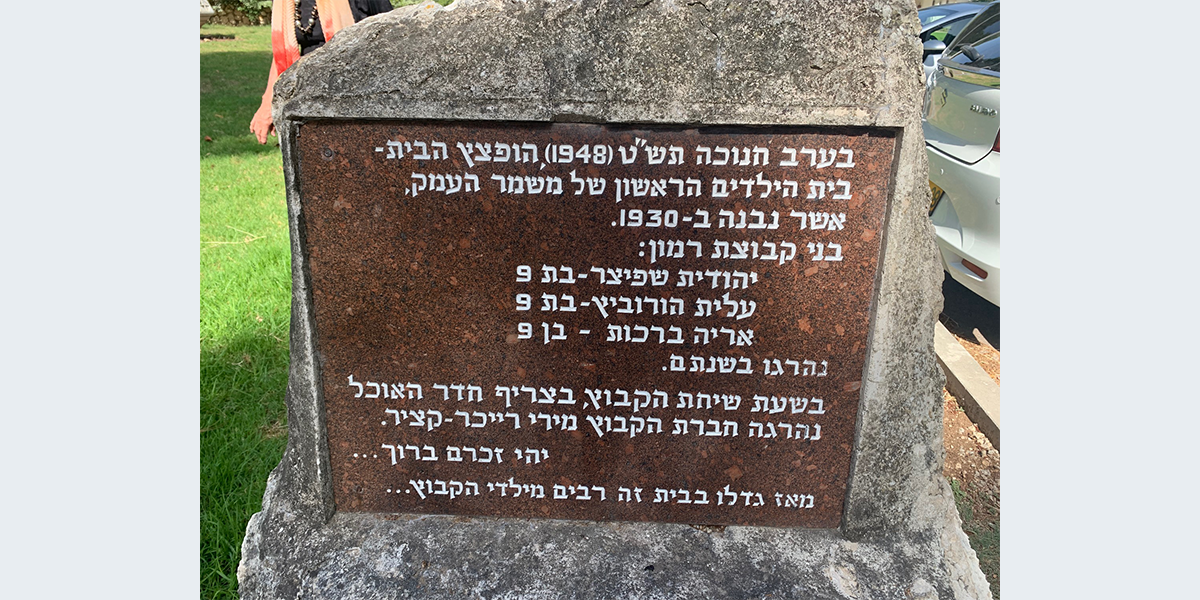 בערב חנוכה תש"ט (1948), הופצץ הבית-
בית הילדים הראשון של משמר העמק,
אשר נבנה ב-1930.
בני קבוצת רמון:
יהודית שפיצר-בת 9
עלית הורוביץ-בת 9
אריה ברכות - בן 9
נהרגו בשנתם.
בשעת שיחת הקבוץ, בצריף חדר האוכל
נהרגה חברת הקבוץ מירי רייכר-קציר.
יהי זכרם ברוך...
מאז גדלו בבית זה רבים מילדי הקבוץ...